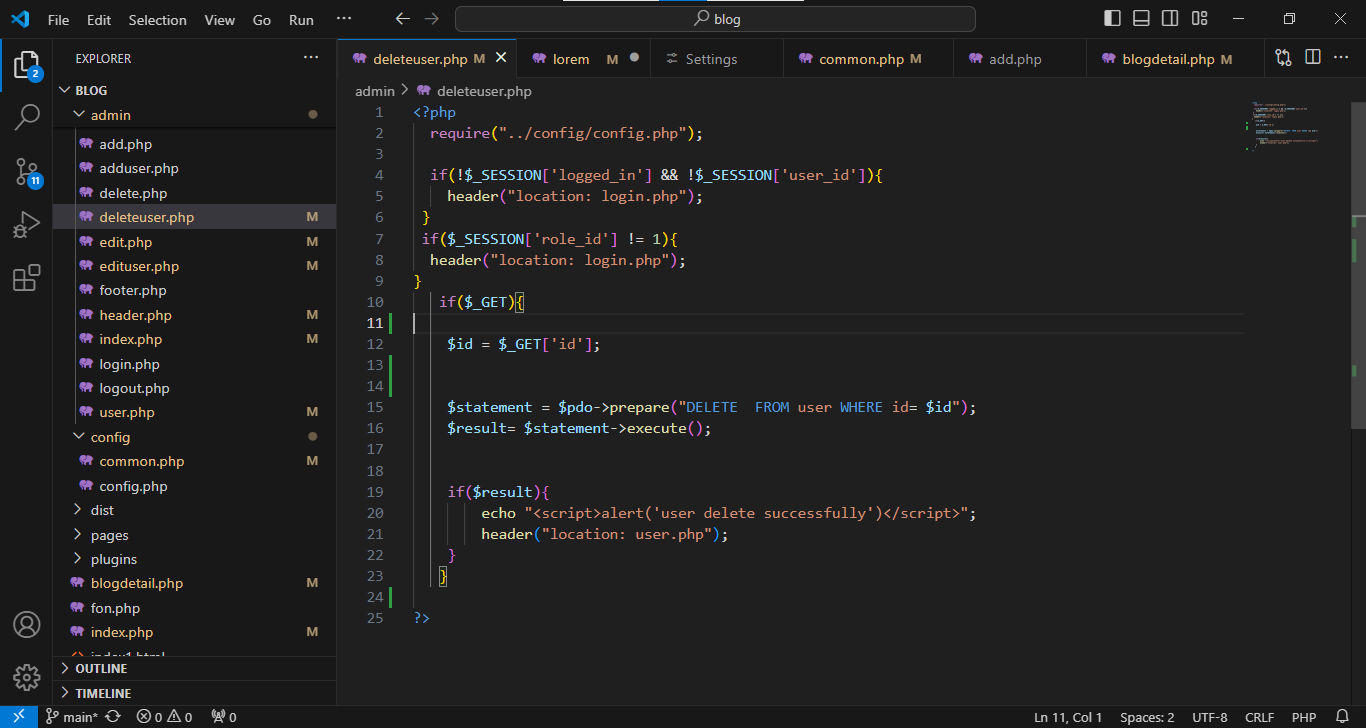 File Edit Selection View Go Run ···
blog
EXPLORER ···
2
BLOG
admin
add.php
adduser.php
delete.php
deleteuser.php M
edit.php M
edituser.php M
footer.php
header.php M
index.php M
login.php
logout.php
user.php M
config
common.php M
config.php
dist
pages
plugins
blogdetail.php M
fon.php
index.php M
index1.html
OUTLINE
TIMELINE
11
deleteuser.php M lorem M Settings common.php M add.php blogdetail.php M ···
admin > deleteuser.php
1 <?php
2 require("../config/config.php");
3
4 if(!$_SESSION['logged_in'] && !$_SESSION['user_id']){
5 header("location: login.php");
6 }
7 if($_SESSION['role_id'] != 1){
8 header("location: login.php");
9 }
10 if($_GET){
11
12 $id = $_GET['id'];
13
14
15 $statement = $pdo->prepare("DELETE  FROM user WHERE id= $id");
16 $result= $statement->execute();
17
18
19 if($result){
20 echo "<script>alert('user delete successfully')</script>";
21 header("location: user.php");
22 }
23 }
24
25 ?>
main* 0 0 0 Ln 11, Col 1 Spaces: 2 UTF-8 CRLF PHP